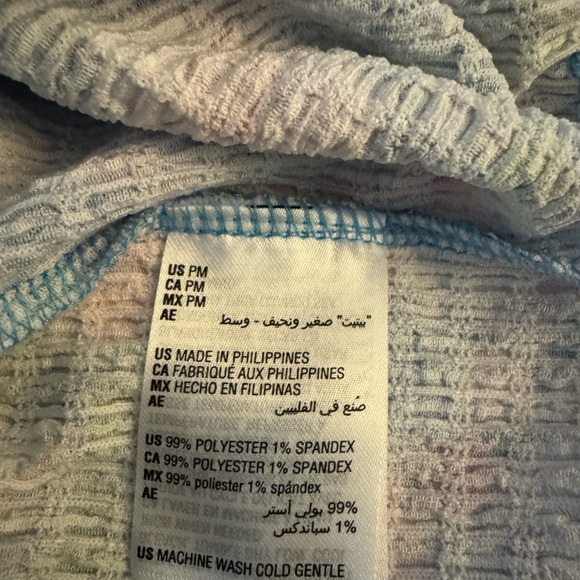 US PM
CA PM
MX PM
AE "بيتيت" صغير ونحيف - وسط
US MADE IN PHILIPPINES
CA FABRIQUÉ AUX PHILIPPINES
MX HECHO EN FILIPINAS
AE صُنع في الفلبين
US 99% POLYESTER 1% SPANDEX
CA 99% POLYESTER 1% SPANDEX
MX 99% poliester 1% spándex
AE 99% بولي أستر
1% سباندكس
US MACHINE WASH COLD GENTLE